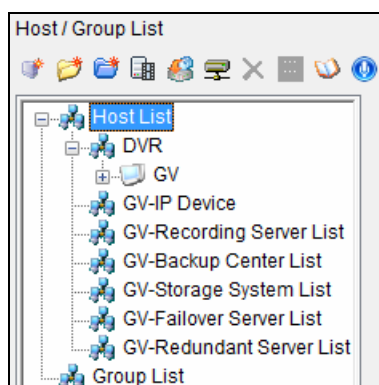 Host / Group List
Host List
DVR
GV
GV-IP Device
GV-Recording Server List
GV-Backup Center List
GV-Storage System List
GV-Failover Server List
GV-Redundant Server List
Group List